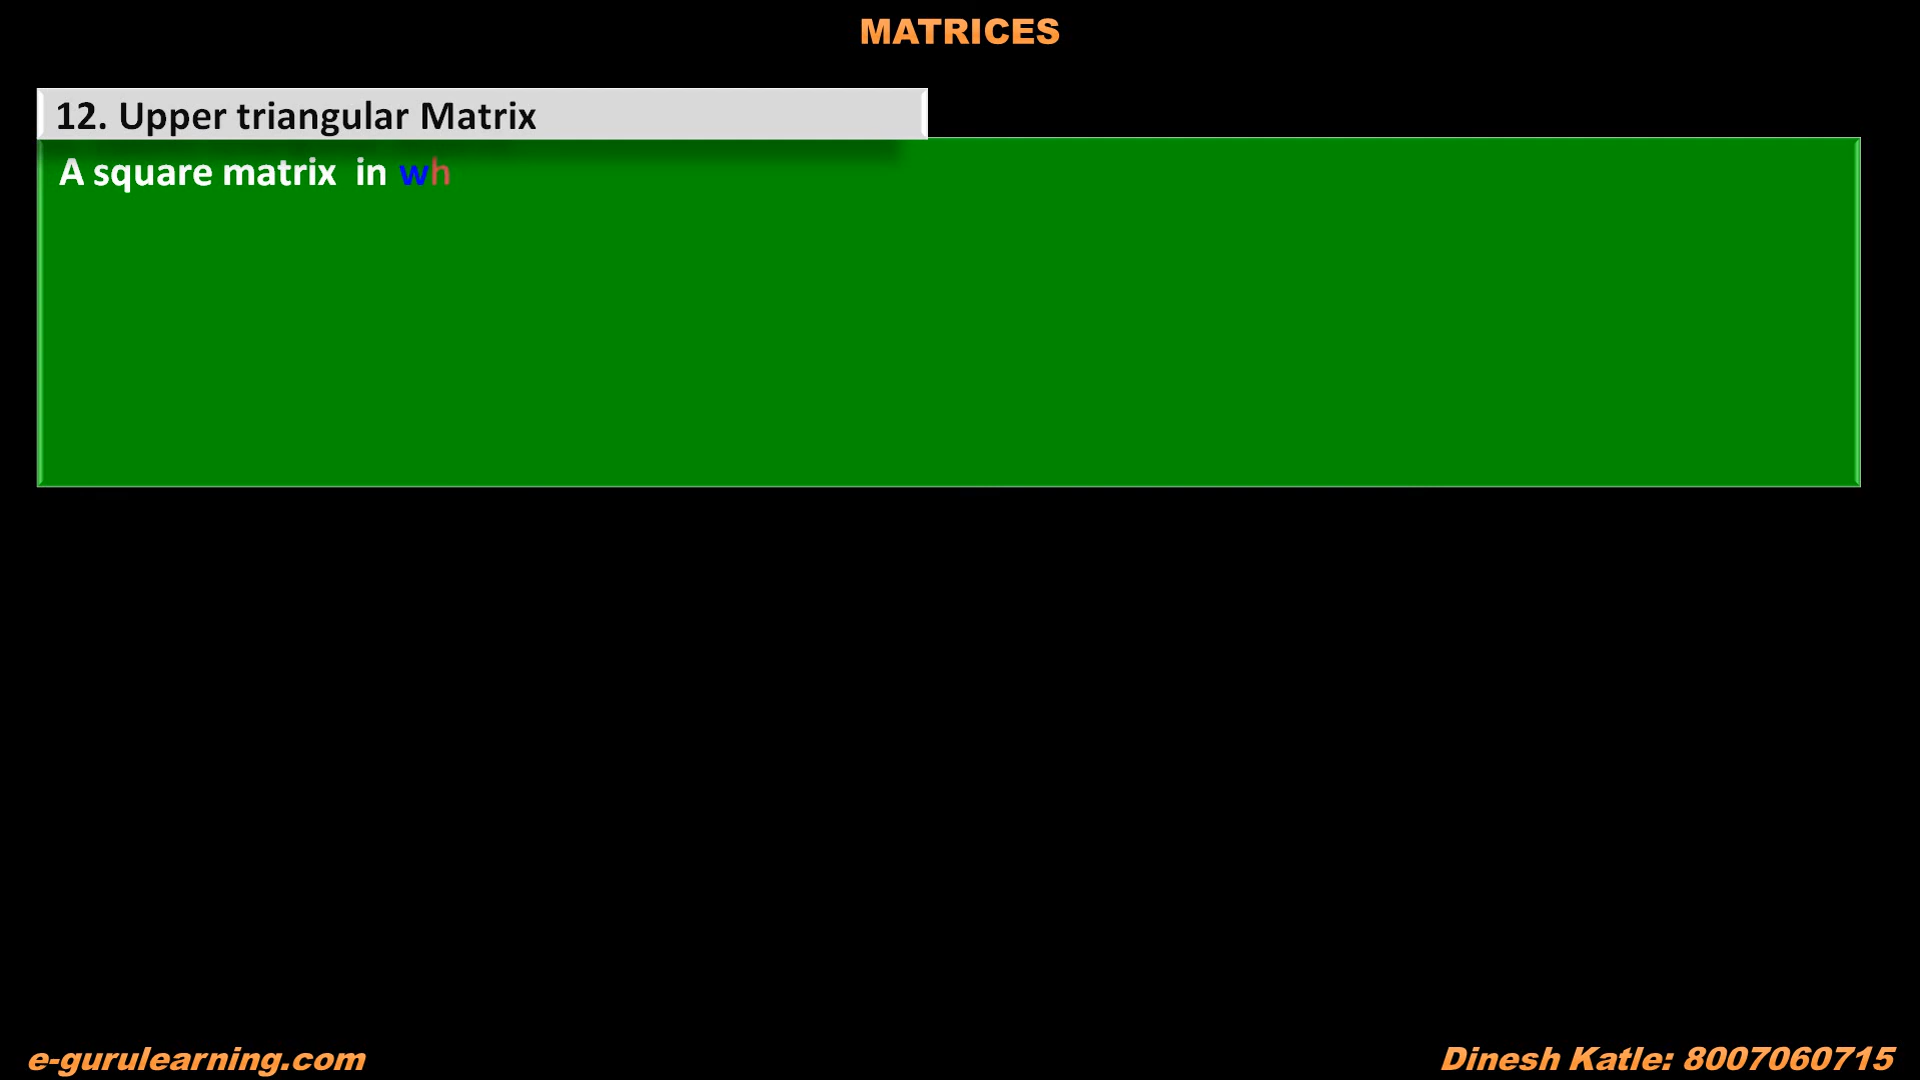 MATRICES
12. Upper triangular Matrix
A square matrix in wh
e-gurulearning.com
Dinesh Katle: 8007060715